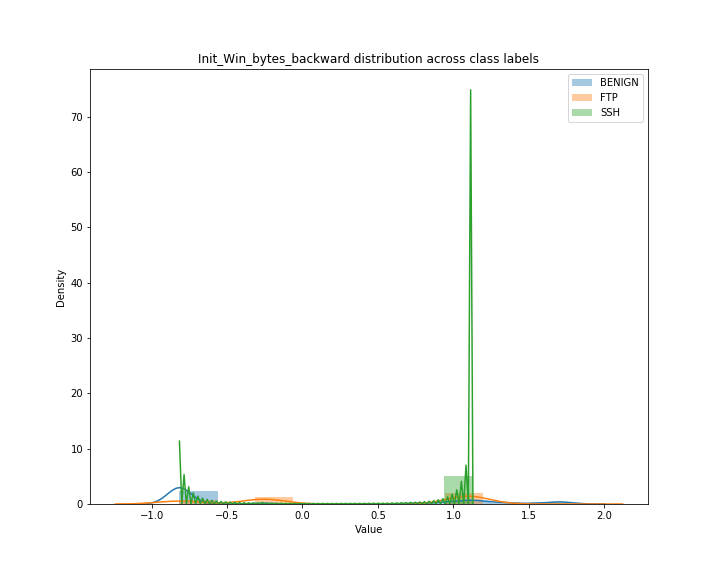 Init_Win_bytes_backward distribution across class labels
BENIGN
FTP
SSH
70
60
50
40
30
20
10
0
Density
−1.0 −0.5 0.0 0.5 1.0 1.5 2.0
Value